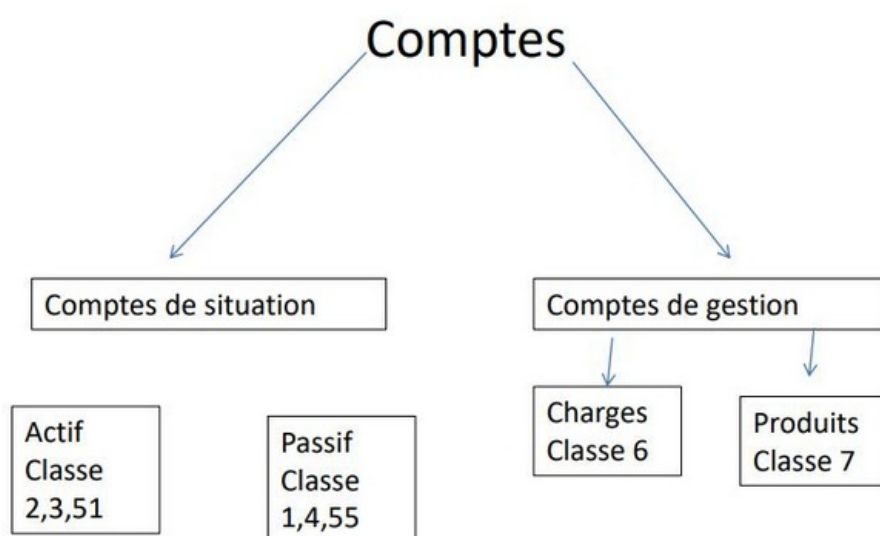 Comptes
Comptes de situation
Comptes de gestion
Actif
Classe
2,3,51
Passif
Classe
1,4,55
Charges
Classe 6
Produits
Classe 7